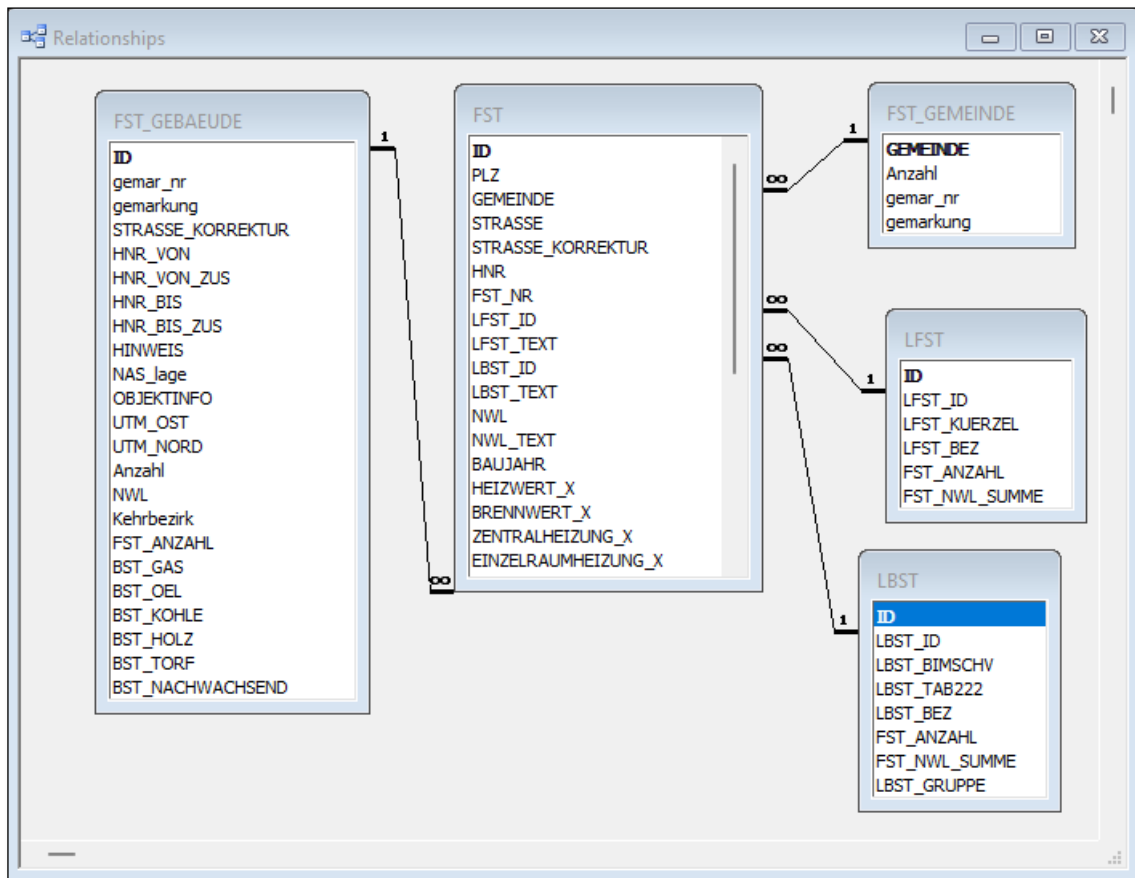 Relationships
FST_GEBAEUDE
ID
gemar_nr
gemarkung
STRASSE_KORREKTUR
HNR_VON
HNR_VON_ZUS
HNR_BIS
HNR_BIS_ZUS
HINWEIS
NAS_lage
OBJEKTINFO
UTM_OST
UTM_NORD
Anzahl
NWL
Kehrbezirk
FST_ANZAHL
BST_GAS
BST_OEL
BST_KOHLE
BST_HOLZ
BST_TORF
BST_NACHWACHSEND
1
∞
FST
ID
PLZ
GEMEINDE
STRASSE
STRASSE_KORREKTUR
HNR
FST_NR
LFST_ID
LFST_TEXT
LBST_ID
LBST_TEXT
NWL
NWL_TEXT
BAUJAHR
HEIZWERT_X
BRENNWERT_X
ZENTRALHEIZUNG_X
EINZELRAUMHEIZUNG_X
∞
1
∞
1
∞
1
FST_GEMEINDE
GEMEINDE
Anzahl
gemar_nr
gemarkung
LFST
ID
LFST_ID
LFST_KUERZEL
LFST_BEZ
FST_ANZAHL
FST_NWL_SUMME
LBST
ID
LBST_ID
LBST_BIMSCHV
LBST_TAB222
LBST_BEZ
FST_ANZAHL
FST_NWL_SUMME
LBST_GRUPPE